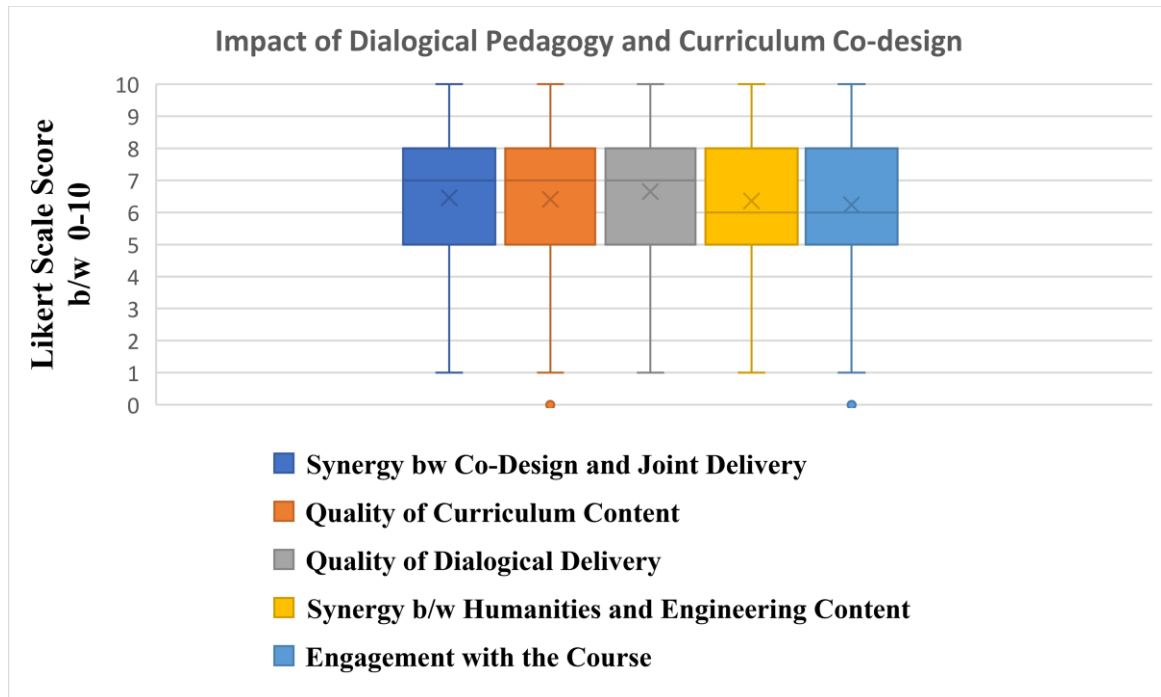 Impact of Dialogical Pedagogy and Curriculum Co-design
Likert Scale Score
b/w 0-10
10
9
8
7
6
5
4
3
2
1
0
Synergy bw Co-Design and Joint Delivery
Quality of Curriculum Content
Quality of Dialogical Delivery
Synergy b/w Humanities and Engineering Content
Engagement with the Course